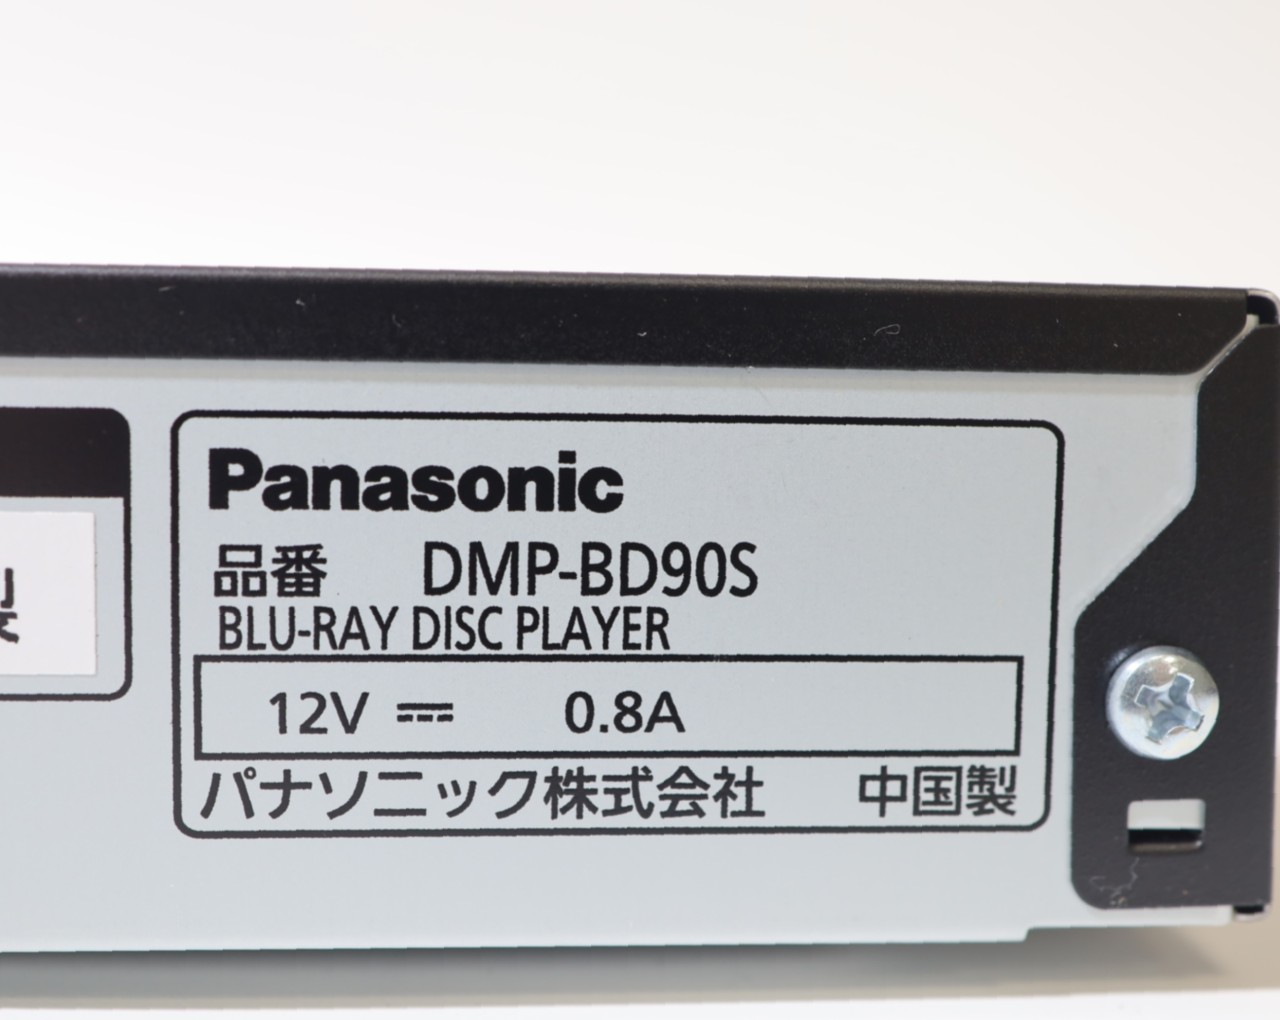 Panasonic
品番 DMP-BD90S
BLU-RAY DISC PLAYER
12V ⎓ 0.8A
パナソニック株式会社 中国製